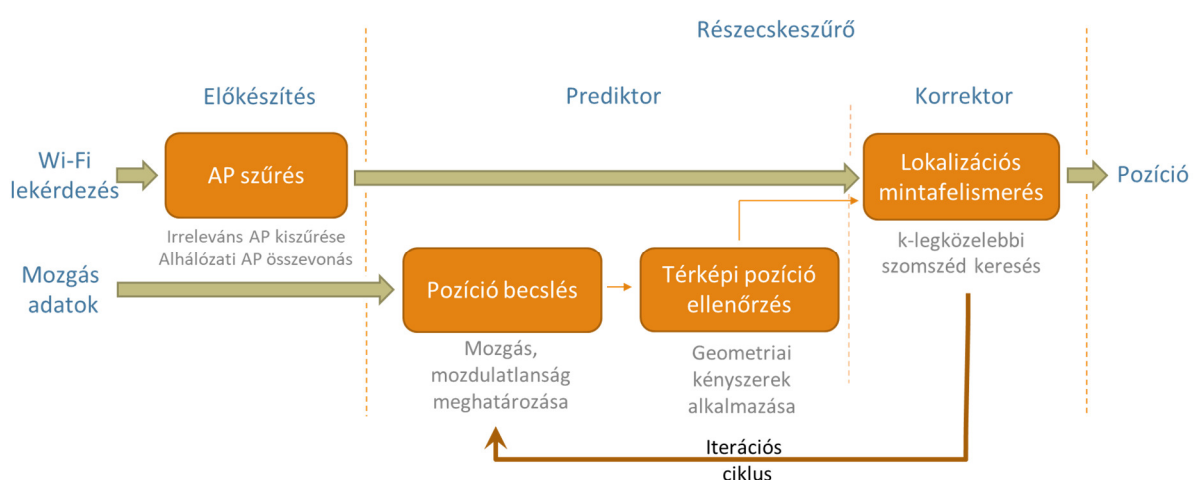 Részecskeszűrő
Előkészítés
Prediktor
Korrektor
Wi-Fi
lekérdezés
AP szűrés
Lokalizációs
mintafelismerés
Pozíció
Irreleváns AP kiszűrése
Alhálózati AP összevonás
k-legközelebbi
szomszéd keresés
Mozgás
adatok
Pozíció becslés
Térképi pozíció
ellenőrzés
Mozgás,
mozdulatlanság
meghatározása
Geometriai
kényszerek
alkalmazása
Iterációs
ciklus